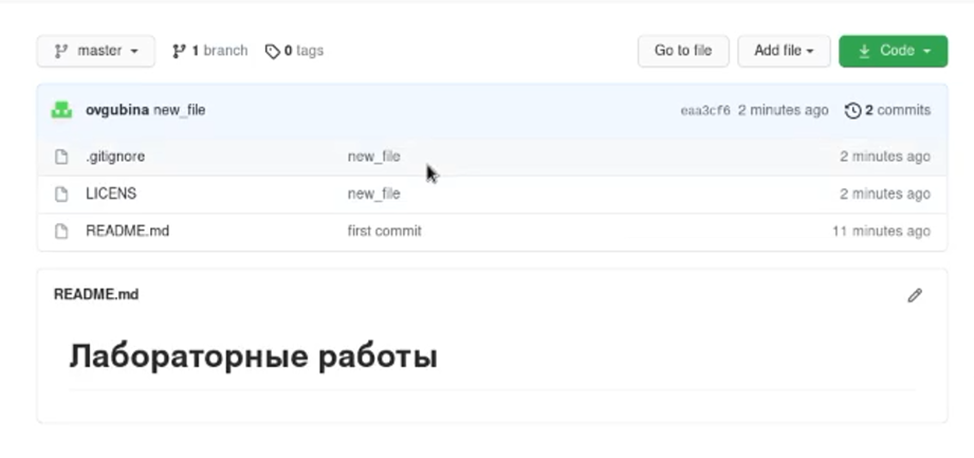 master 1 branch 0 tags Go to file Add file Code
ovgubina new_file eaa3cf6 2 minutes ago 2 commits
.gitignore new_file 2 minutes ago
LICENS new_file 2 minutes ago
README.md first commit 11 minutes ago
README.md
Лабораторные работы